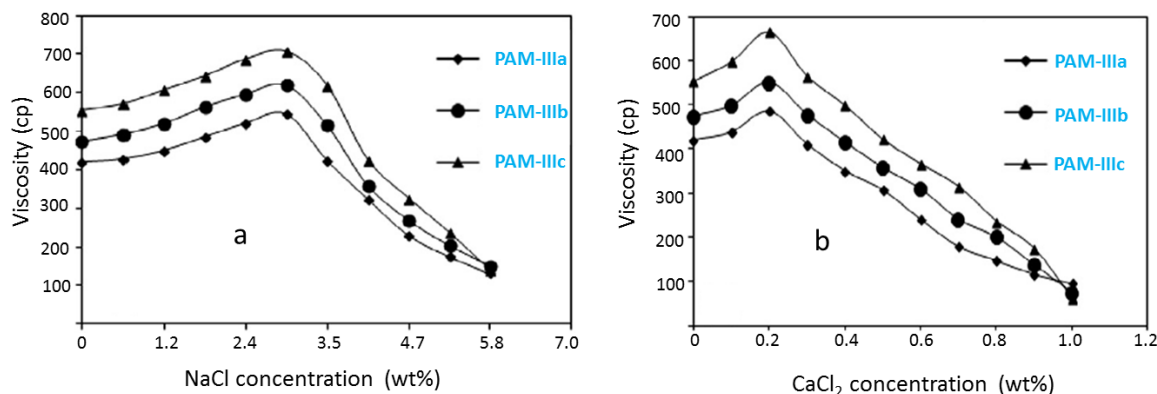 800
700
600
500
400
300
200
100
0
1.2
2.4
3.5
4.7
5.8
7.0
Viscosity (cp)
NaCl concentration (wt%)
PAM-IIIa
PAM-IIIb
PAM-IIIc
a
700
600
500
400
300
200
100
0
0.2
0.4
0.6
0.8
1.0
1.2
Viscosity (cp)
CaCl₂ concentration (wt%)
PAM-IIIa
PAM-IIIb
PAM-IIIc
b